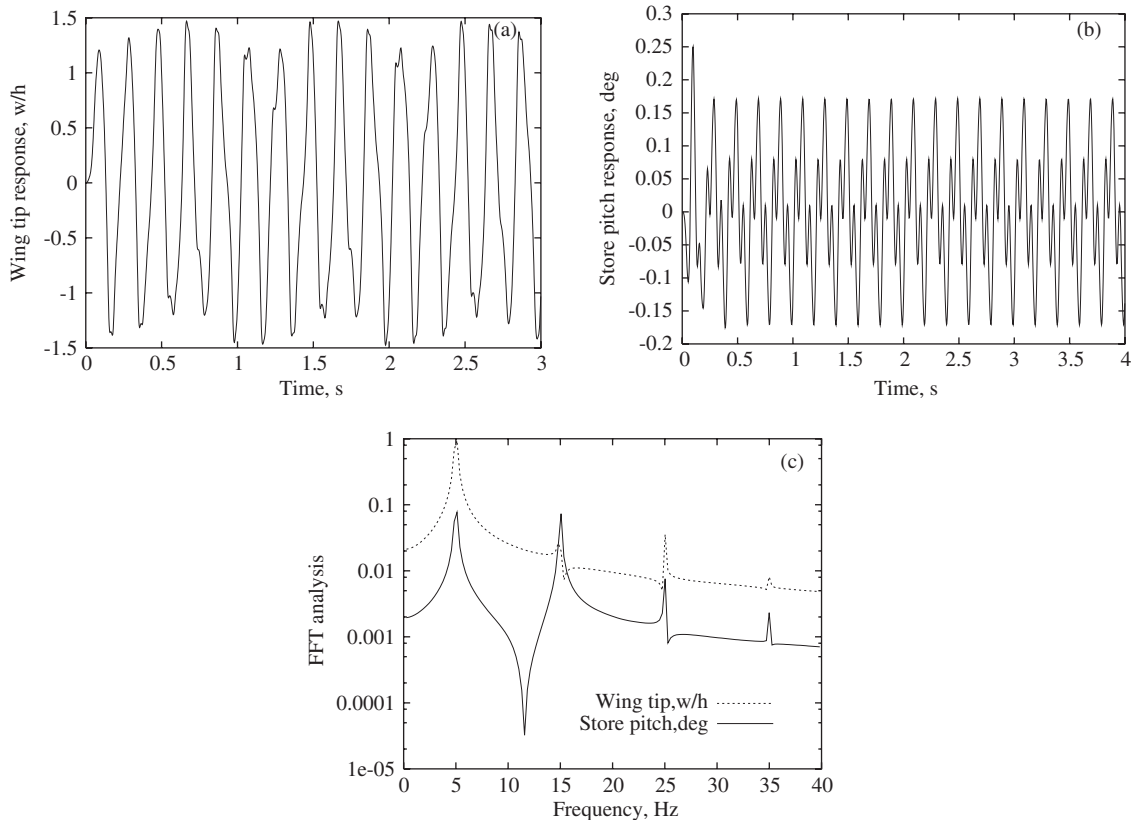 (a)
Wing tip response, w/h
1.5
1
0.5
0
-0.5
-1
-1.5
0 0.5 1 1.5 2 2.5 3
Time, s
(b)
Store pitch response, deg
0.3
0.25
0.2
0.15
0.1
0.05
0
-0.05
-0.1
-0.15
-0.2
0 0.5 1 1.5 2 2.5 3 3.5 4
Time, s
(c)
FFT analysis
1
0.1
0.01
0.001
0.0001
1e-05
Wing tip,w/h
Store pitch,deg
0 5 10 15 20 25 30 35 40
Frequency, Hz